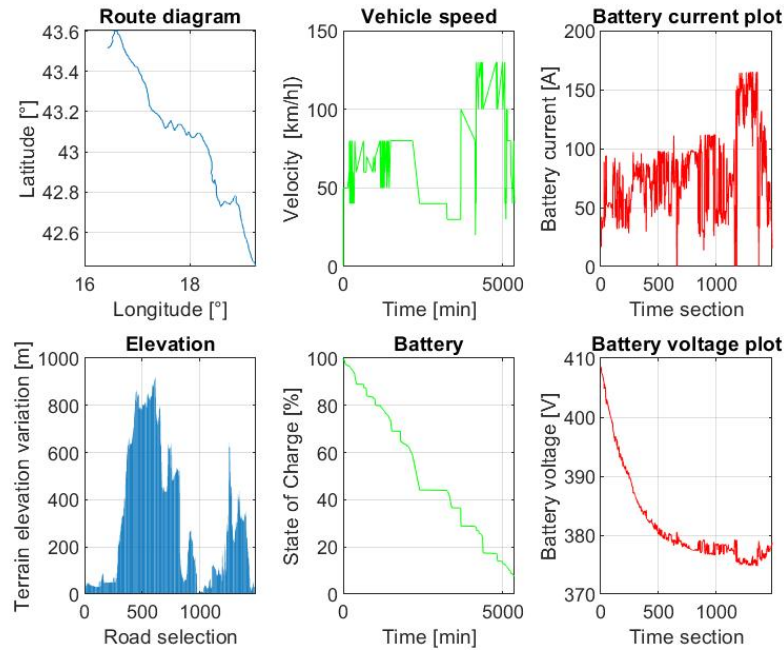 Route diagram
43.6
43.4
43.2
43
42.8
42.6
Latitude [°]
16
18
Longitude [°]
Vehicle speed
150
100
50
0
Velocity  [km/h])
0
5000
Time [min]
Battery current plot
200
150
100
50
0
Battery current [A]
0
500
1000
Time section
Elevation
1000
800
600
400
200
0
Terrain elevation variation [m]
0
500
1000
Road selection
Battery
100
80
60
40
20
0
State of Charge [%]
0
5000
Time [min]
Battery voltage plot
410
400
390
380
370
Battery voltage [V]
0
500
1000
Time section